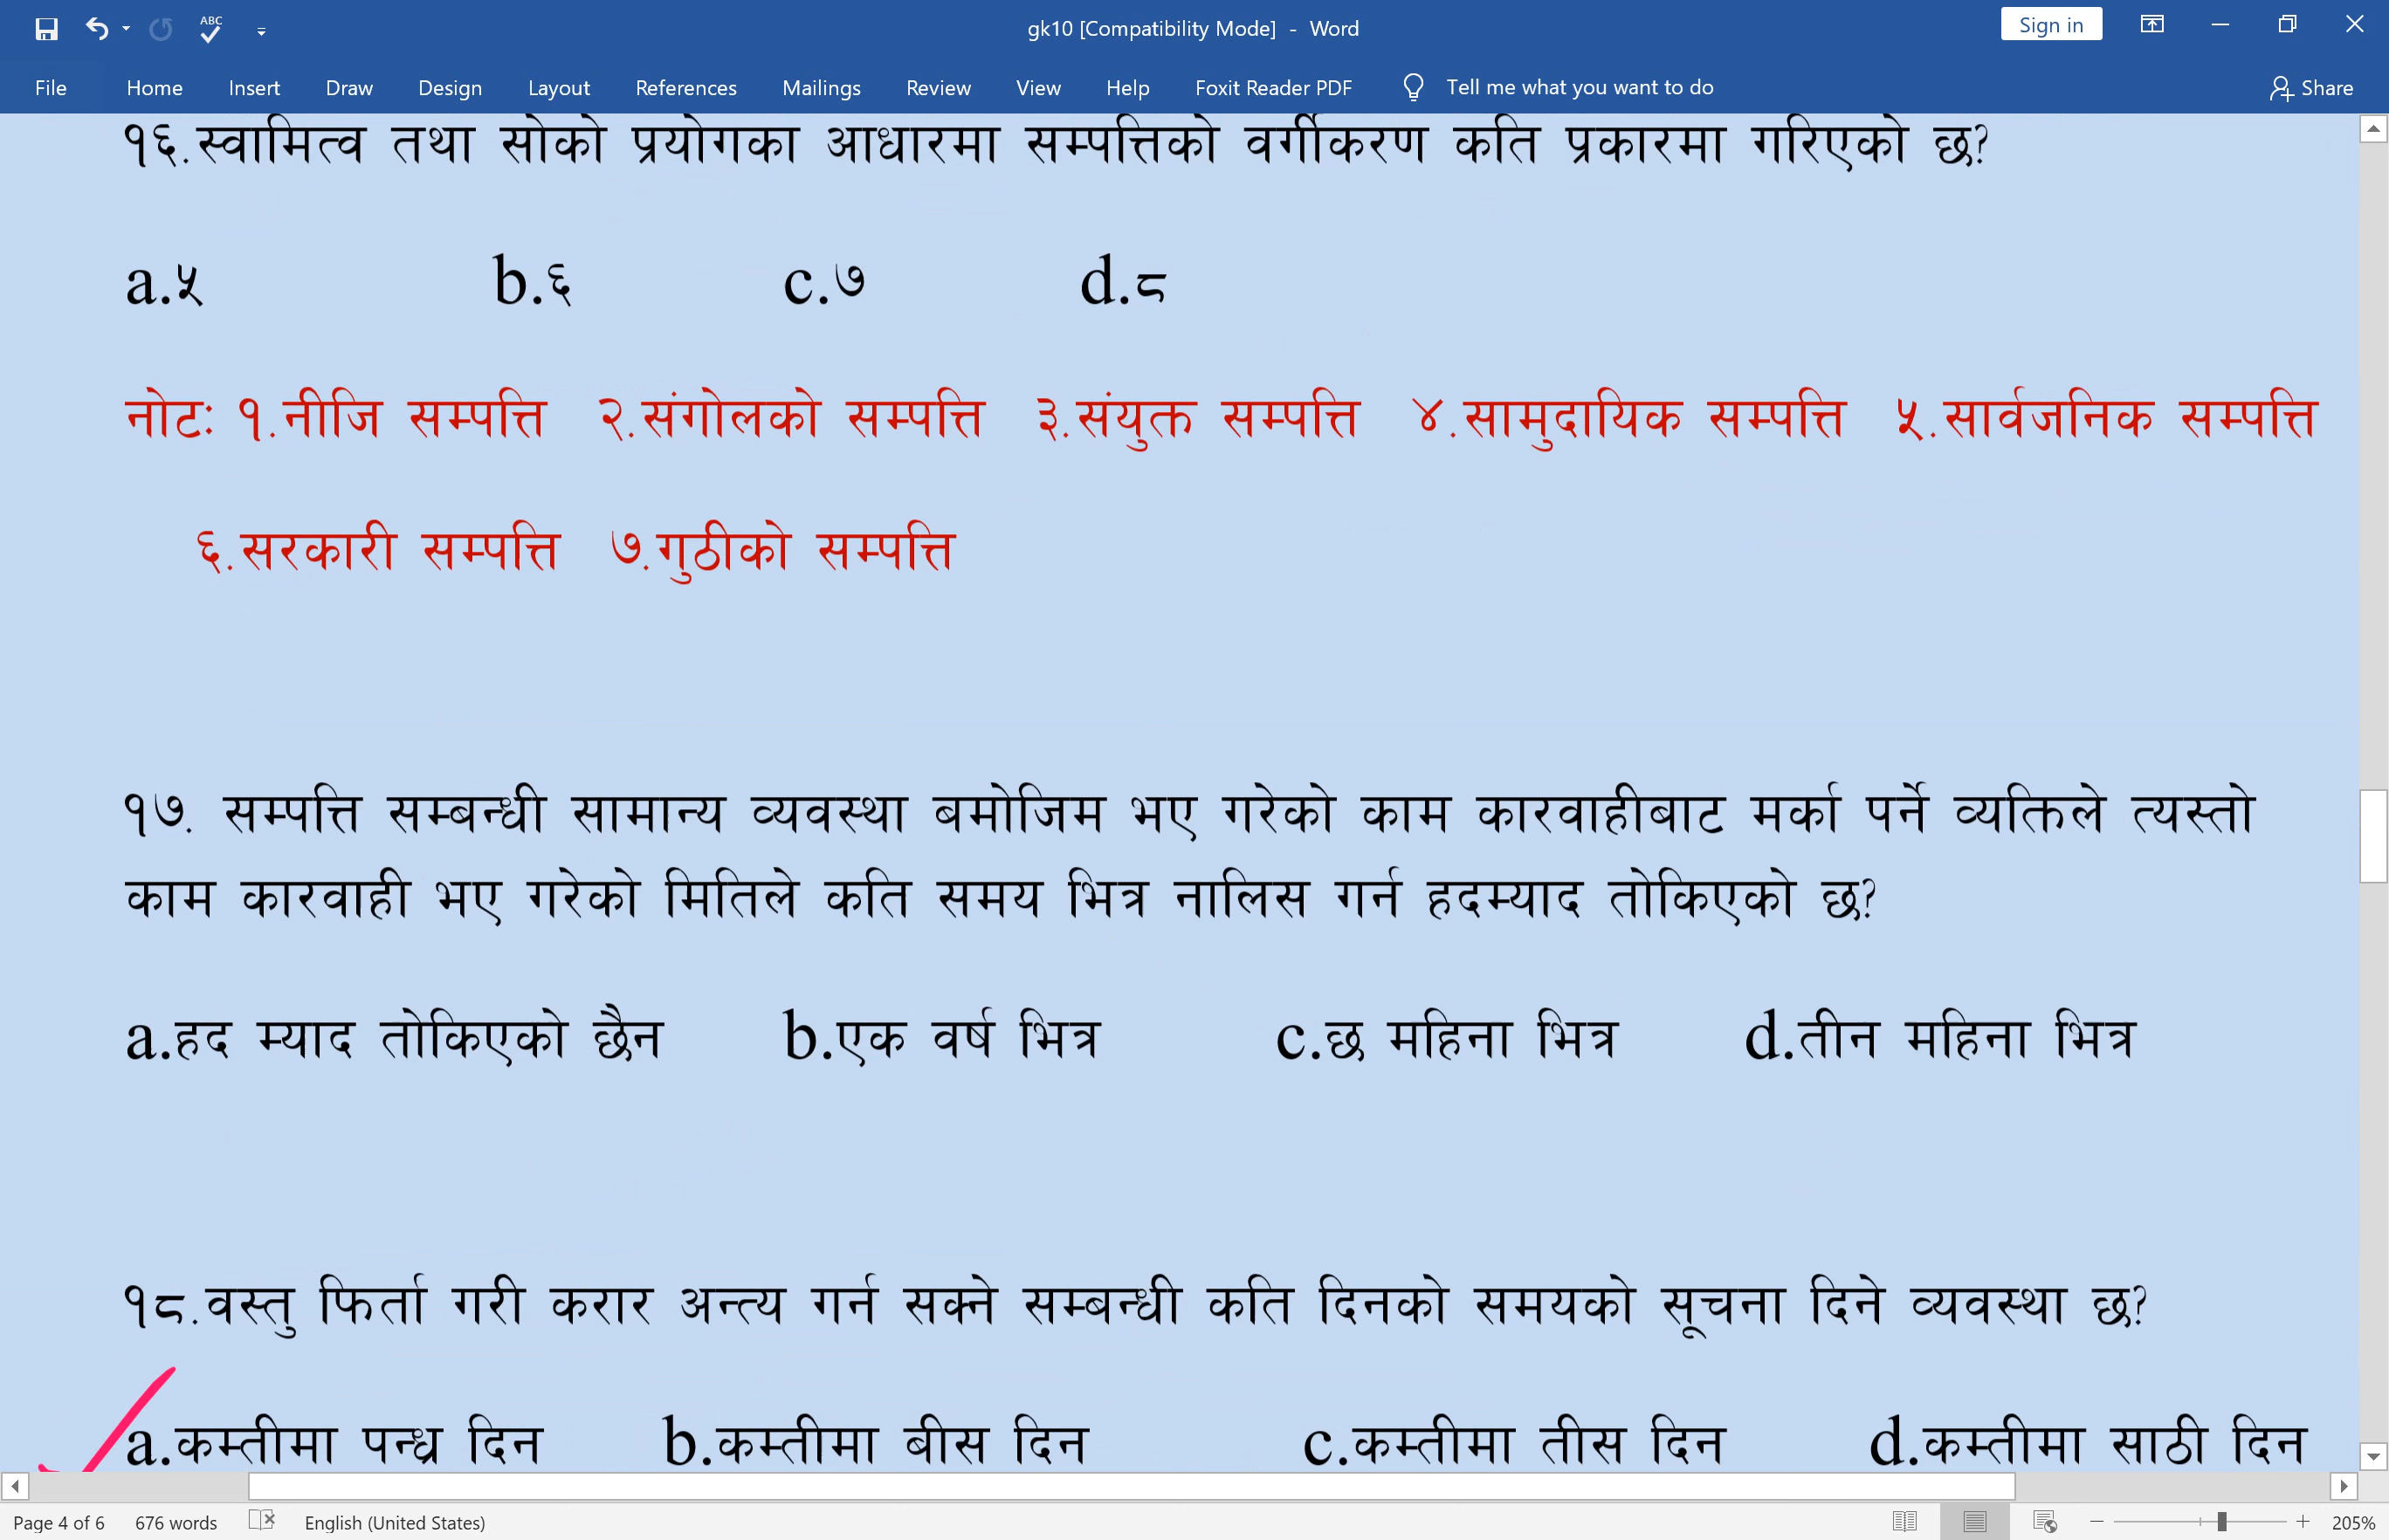 ABC
gk10 [Compatibility Mode] - Word
Sign in
File Home Insert Draw Design Layout References Mailings Review View Help Foxit Reader PDF Tell me what you want to do Share
१६.स्वामित्व तथा सोको प्रयोगका आधारमा सम्पत्तिको वर्गीकरण कति प्रकारमा गरिएको छ?
a.५ b.६ c.७ d.८
नोटः १.नीजि सम्पत्ति २.संगोलको सम्पत्ति ३.संयुक्त सम्पत्ति ४.सामुदायिक सम्पत्ति ५.सार्वजनिक सम्पत्ति
६.सरकारी सम्पत्ति ७.गुठीको सम्पत्ति
१७. सम्पत्ति सम्बन्धी सामान्य व्यवस्था बमोजिम भए गरेको काम कारवाहीबाट मर्का पर्ने व्यक्तिले त्यस्तो
काम कारवाही भए गरेको मितिले कति समय भित्र नालिस गर्न हदम्याद तोकिएको छ?
a.हद म्याद तोकिएको छैन b.एक वर्ष भित्र c.छ महिना भित्र d.तीन महिना भित्र
१८.वस्तु फिर्ता गरी करार अन्त्य गर्न सक्ने सम्बन्धी कति दिनको समयको सूचना दिने व्यवस्था छ?
a.कम्तीमा पन्ध्र दिन b.कम्तीमा बीस दिन c.कम्तीमा तीस दिन d.कम्तीमा साठी दिन
Page 4 of 6 676 words English (United States) 205%